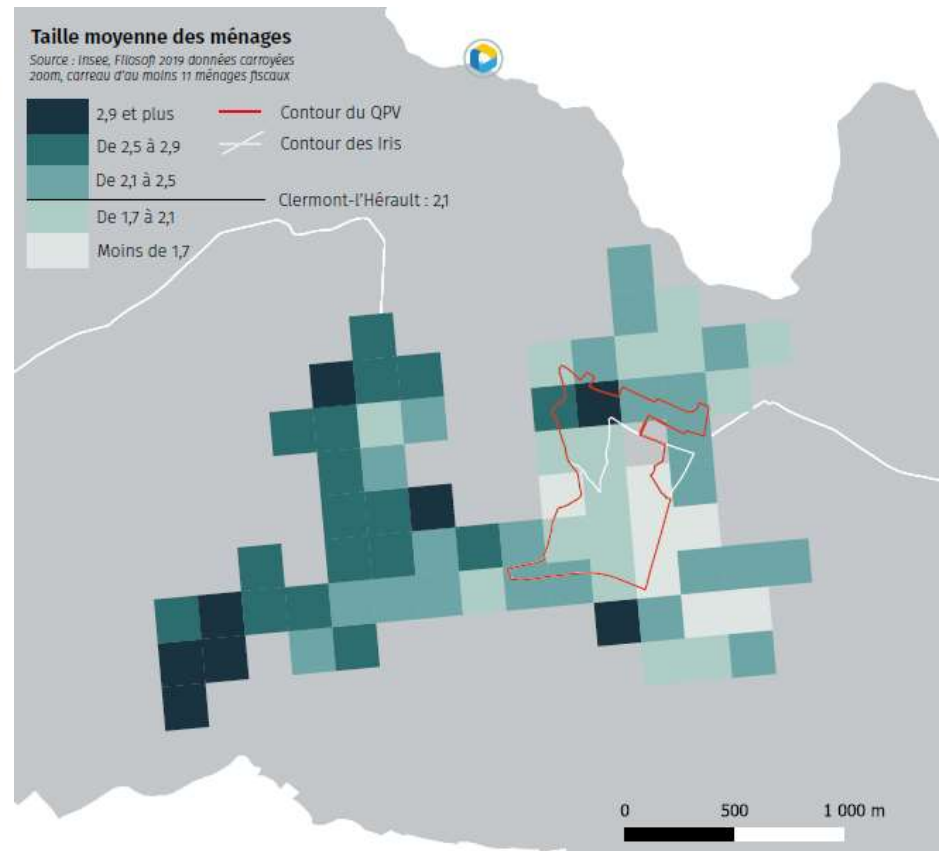 Taille moyenne des ménages
Source : Insee, Filosofi 2019 données carroyées
200m, carreau d'au moins 11 ménages fiscaux
2,9 et plus
Contour du QPV
De 2,5 à 2,9
Contour des Iris
De 2,1 à 2,5
Clermont-l'Hérault : 2,1
De 1,7 à 2,1
Moins de 1,7
0 500 1 000 m